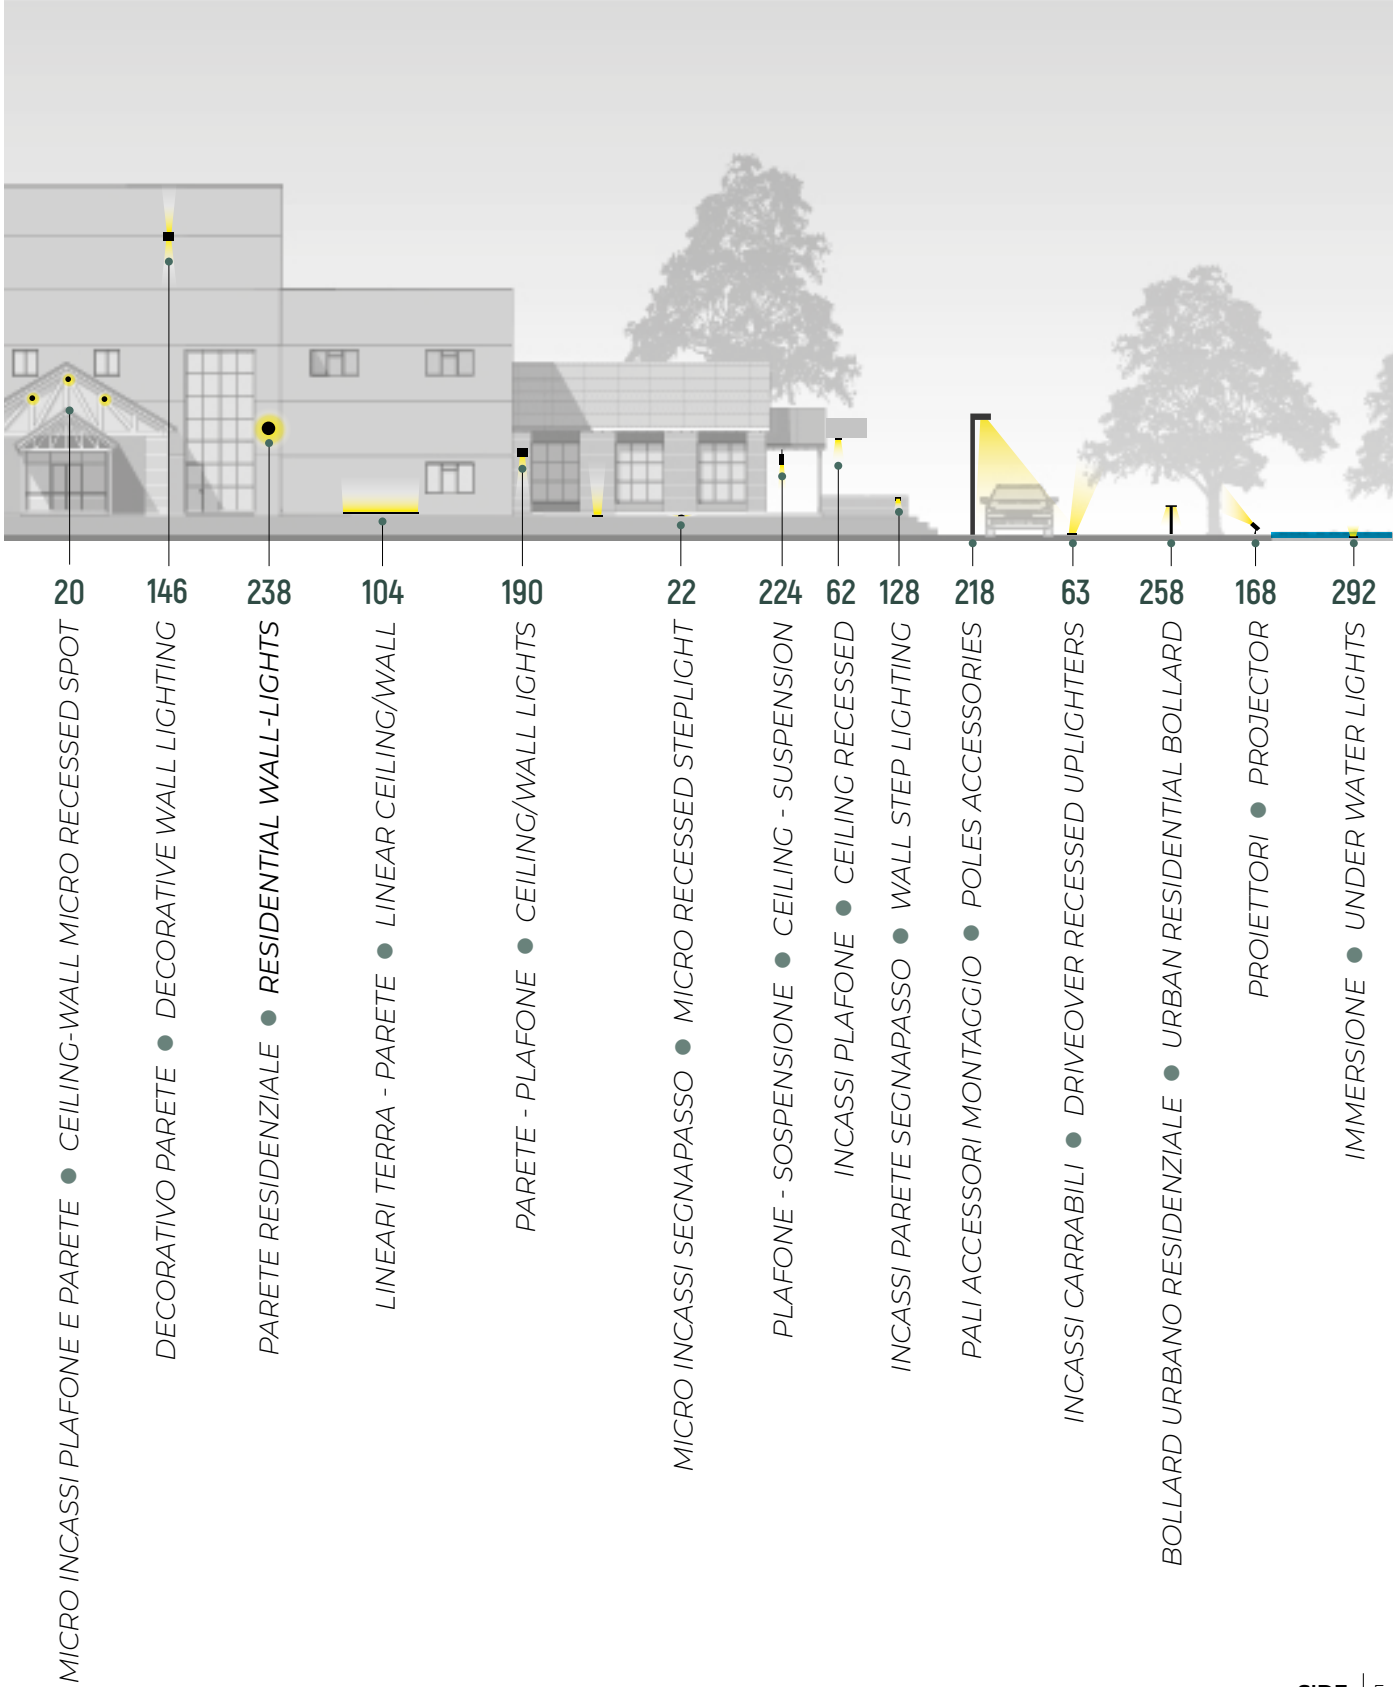 20
MICRO INCASSI PLAFONE E PARETE ● CEILING-WALL MICRO RECESSED SPOT
146
DECORATIVO PARETE ● DECORATIVE WALL LIGHTING
238
PARETE RESIDENZIALE ● RESIDENTIAL WALL-LIGHTS
104
LINEARI TERRA - PARETE ● LINEAR CEILING/WALL
190
PARETE - PLAFONE ● CEILING/WALL LIGHTS
22
MICRO INCASSI SEGNAPASSO ● MICRO RECESSED STEPLIGHT
224
PLAFONE - SOSPENSIONE ● CEILING - SUSPENSION
62
INCASSI PLAFONE ● CEILING RECESSED
128
INCASSI PARETE SEGNAPASSO ● WALL STEP LIGHTING
218
PALI ACCESSORI MONTAGGIO ● POLES ACCESSORIES
63
INCASSI CARRABILI ● DRIVEOVER RECESSED UPLIGHTERS
258
BOLLARD URBANO RESIDENZIALE ● URBAN RESIDENTIAL BOLLARD
168
PROIETTORI ● PROJECTOR
292
IMMERSIONE ● UNDER WATER LIGHTS